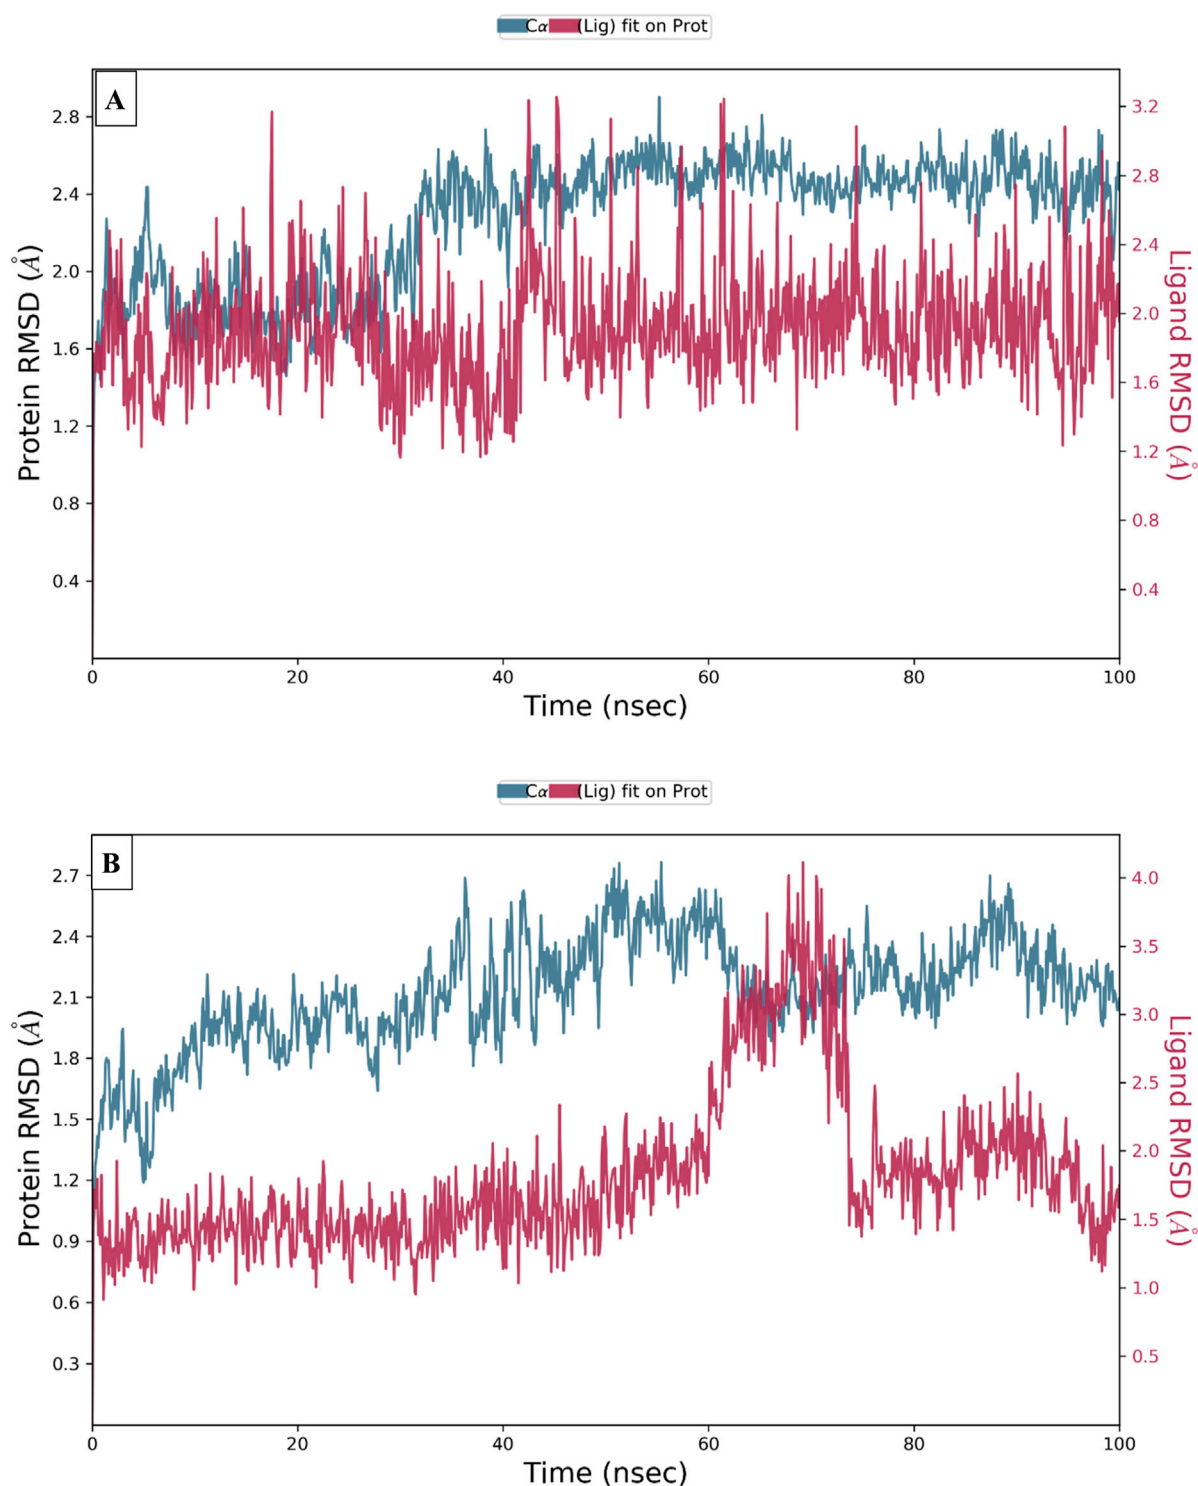 Cα (Lig) fit on Prot
A
2.8
2.4
2.0
1.6
1.2
0.8
0.4
Protein RMSD (Å)
3.2
2.8
2.4
2.0
1.6
1.2
0.8
0.4
Ligand RMSD (Å)
0 20 40 60 80 100
Time (nsec)
Cα (Lig) fit on Prot
B
2.7
2.4
2.1
1.8
1.5
1.2
0.9
0.6
0.3
Protein RMSD (Å)
4.0
3.5
3.0
2.5
2.0
1.5
1.0
0.5
Ligand RMSD (Å)
0 20 40 60 80 100
Time (nsec)